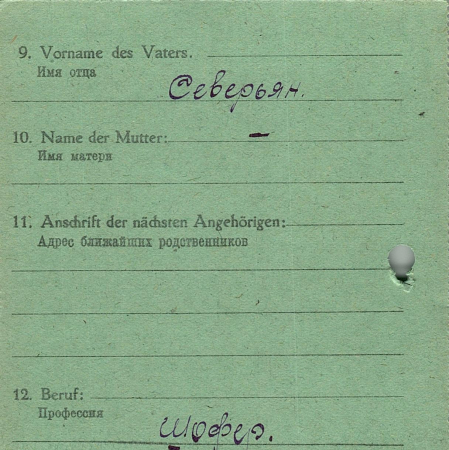 9. Vorname des Vaters.
Имя отца
Северьян.
10. Name der Mutter:
Имя матери
–
11. Anschrift der nächsten Angehörigen:
Адрес ближайших родственников
12. Beruf:
Профессия
Шофер.